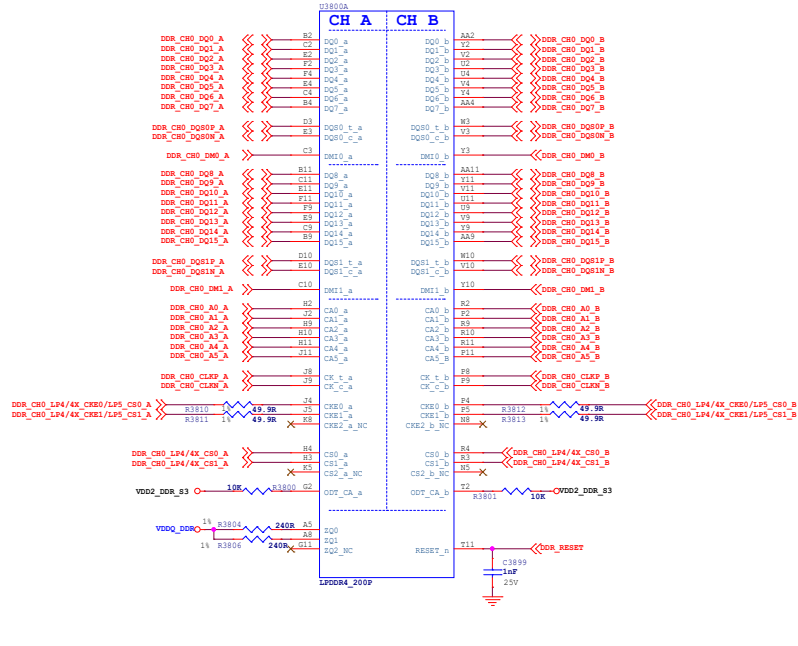 U3800A
CH A CH B
DDR_CH0_DQ0_A B2 DQ0_a DQ0_b AA2 DDR_CH0_DQ0_B
DDR_CH0_DQ1_A C2 DQ1_a DQ1_b Y2 DDR_CH0_DQ1_B
DDR_CH0_DQ2_A E2 DQ2_a DQ2_b V2 DDR_CH0_DQ2_B
DDR_CH0_DQ3_A F2 DQ3_a DQ3_b U2 DDR_CH0_DQ3_B
DDR_CH0_DQ4_A F4 DQ4_a DQ4_b U4 DDR_CH0_DQ4_B
DDR_CH0_DQ5_A E4 DQ5_a DQ5_b V4 DDR_CH0_DQ5_B
DDR_CH0_DQ6_A C4 DQ6_a DQ6_b Y4 DDR_CH0_DQ6_B
DDR_CH0_DQ7_A B4 DQ7_a DQ7_b AA4 DDR_CH0_DQ7_B
DDR_CH0_DQS0P_A D3 DQS0_t_a DQS0_t_b W3 DDR_CH0_DQS0P_B
DDR_CH0_DQS0N_A E3 DQS0_c_a DQS0_c_b V3 DDR_CH0_DQS0N_B
DDR_CH0_DM0_A C3 DMI0_a DMI0_b Y3 DDR_CH0_DM0_B
DDR_CH0_DQ8_A B11 DQ8_a DQ8_b AA11 DDR_CH0_DQ8_B
DDR_CH0_DQ9_A C11 DQ9_a DQ9_b Y11 DDR_CH0_DQ9_B
DDR_CH0_DQ10_A E11 DQ10_a DQ10_b V11 DDR_CH0_DQ10_B
DDR_CH0_DQ11_A F11 DQ11_a DQ11_b U11 DDR_CH0_DQ11_B
DDR_CH0_DQ12_A F9 DQ12_a DQ12_b U9 DDR_CH0_DQ12_B
DDR_CH0_DQ13_A E9 DQ13_a DQ13_b V9 DDR_CH0_DQ13_B
DDR_CH0_DQ14_A C9 DQ14_a DQ14_b Y9 DDR_CH0_DQ14_B
DDR_CH0_DQ15_A B9 DQ15_a DQ15_b AA9 DDR_CH0_DQ15_B
DDR_CH0_DQS1P_A D10 DQS1_t_a DQS1_t_b W10 DDR_CH0_DQS1P_B
DDR_CH0_DQS1N_A E10 DQS1_c_a DQS1_c_b V10 DDR_CH0_DQS1N_B
DDR_CH0_DM1_A C10 DMI1_a DMI1_b Y10 DDR_CH0_DM1_B
DDR_CH0_A0_A H2 CA0_a CA0_b R2 DDR_CH0_A0_B
DDR_CH0_A1_A J2 CA1_a CA1_b P2 DDR_CH0_A1_B
DDR_CH0_A2_A H9 CA2_a CA2_b R9 DDR_CH0_A2_B
DDR_CH0_A3_A H10 CA3_a CA3_b R10 DDR_CH0_A3_B
DDR_CH0_A4_A H11 CA4_a CA4_b R11 DDR_CH0_A4_B
DDR_CH0_A5_A J11 CA5_a CA5_B P11 DDR_CH0_A5_B
DDR_CH0_CLKP_A J8 CK_t_a CK_t_b P8 DDR_CH0_CLKP_B
DDR_CH0_CLKN_A J9 CK_c_a CK_c_b P9 DDR_CH0_CLKN_B
DDR_CH0_LP4/4X_CKE0/LP5_CS0_A R3810 1% 49.9R J4 CKE0_a CKE0_b P4 R3812 1% 49.9R DDR_CH0_LP4/4X_CKE0/LP5_CS0_B
DDR_CH0_LP4/4X_CKE1/LP5_CS1_A R3811 1% 49.9R J5 CKE1_a CKE1_b P5 R3813 1% 49.9R DDR_CH0_LP4/4X_CKE1/LP5_CS1_B
K8 CKE2_a_NC CKE2_b_NC N8
DDR_CH0_LP4/4X_CS0_A H4 CS0_a CS0_b R4 DDR_CH0_LP4/4X_CS0_B
DDR_CH0_LP4/4X_CS1_A H3 CS1_a CS1_b R3 DDR_CH0_LP4/4X_CS1_B
K5 CS2_a_NC CS2_b_NC N5
VDD2_DDR_S3 10K R3800 G2 ODT_CA_a ODT_CA_b T2 R3801 10K VDD2_DDR_S3
VDDQ_DDR 1% R3804 240R A5 ZQ0
1% R3806 240R A8 ZQ1
G11 ZQ2_NC RESET_n T11 DDR_RESET
C3899
1nF
25V
LPDDR4_200P